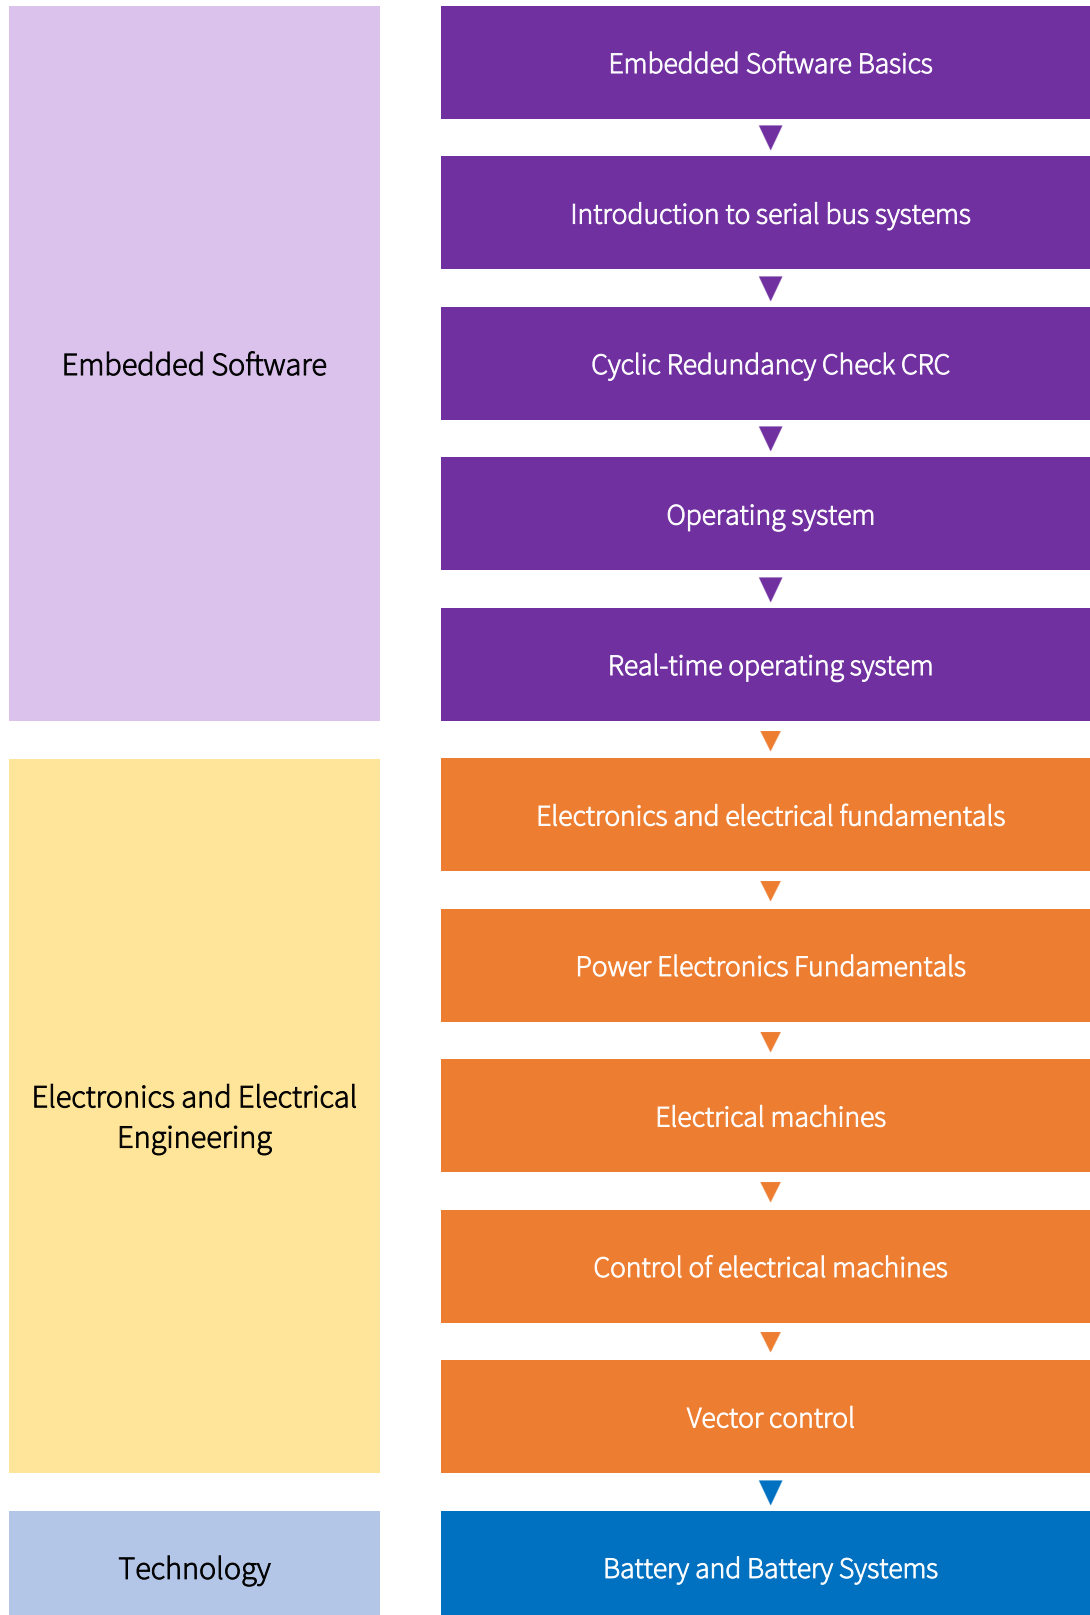 Embedded Software
Embedded Software Basics
Introduction to serial bus systems
Cyclic Redundancy Check CRC
Operating system
Real-time operating system
Electronics and Electrical
Engineering
Electronics and electrical fundamentals
Power Electronics Fundamentals
Electrical machines
Control of electrical machines
Vector control
Technology
Battery and Battery Systems